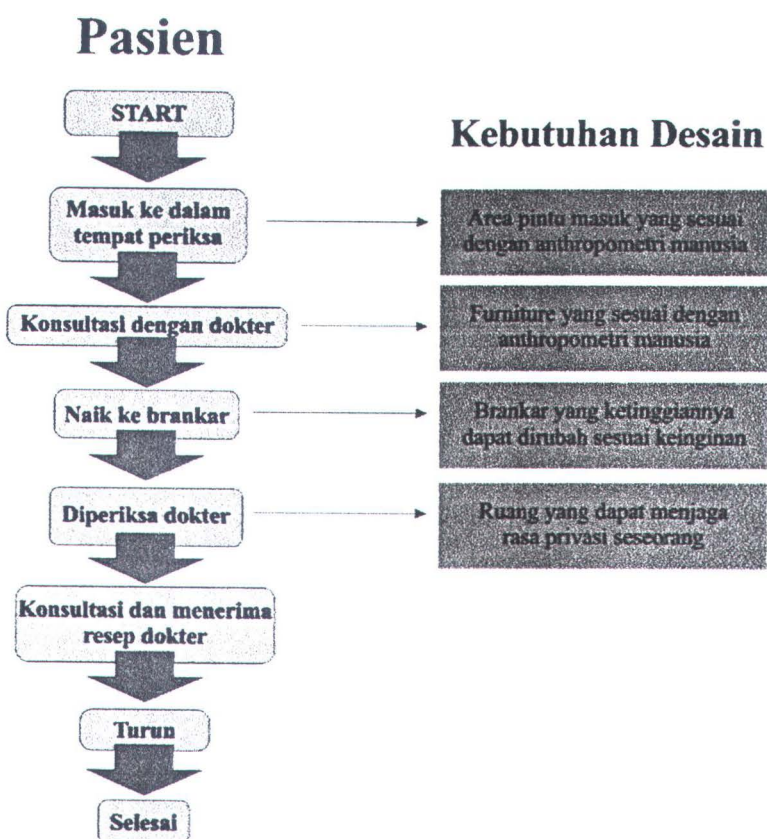 Pasien
START
Kebutuhan Desain
Masuk ke dalam
tempat periksa
Area pintu masuk yang sesuai
dengan anthropometri manusia
Konsultasi dengan dokter
Furniture yang sesuai dengan
anthropometri manusia
Naik ke brankar
Brankar yang ketinggiannya
dapat dirubah sesuai keinginan
Diperiksa dokter
Ruang yang dapat menjaga
rasa privasi seseorang
Konsultasi dan menerima
resep dokter
Turun
Selesai